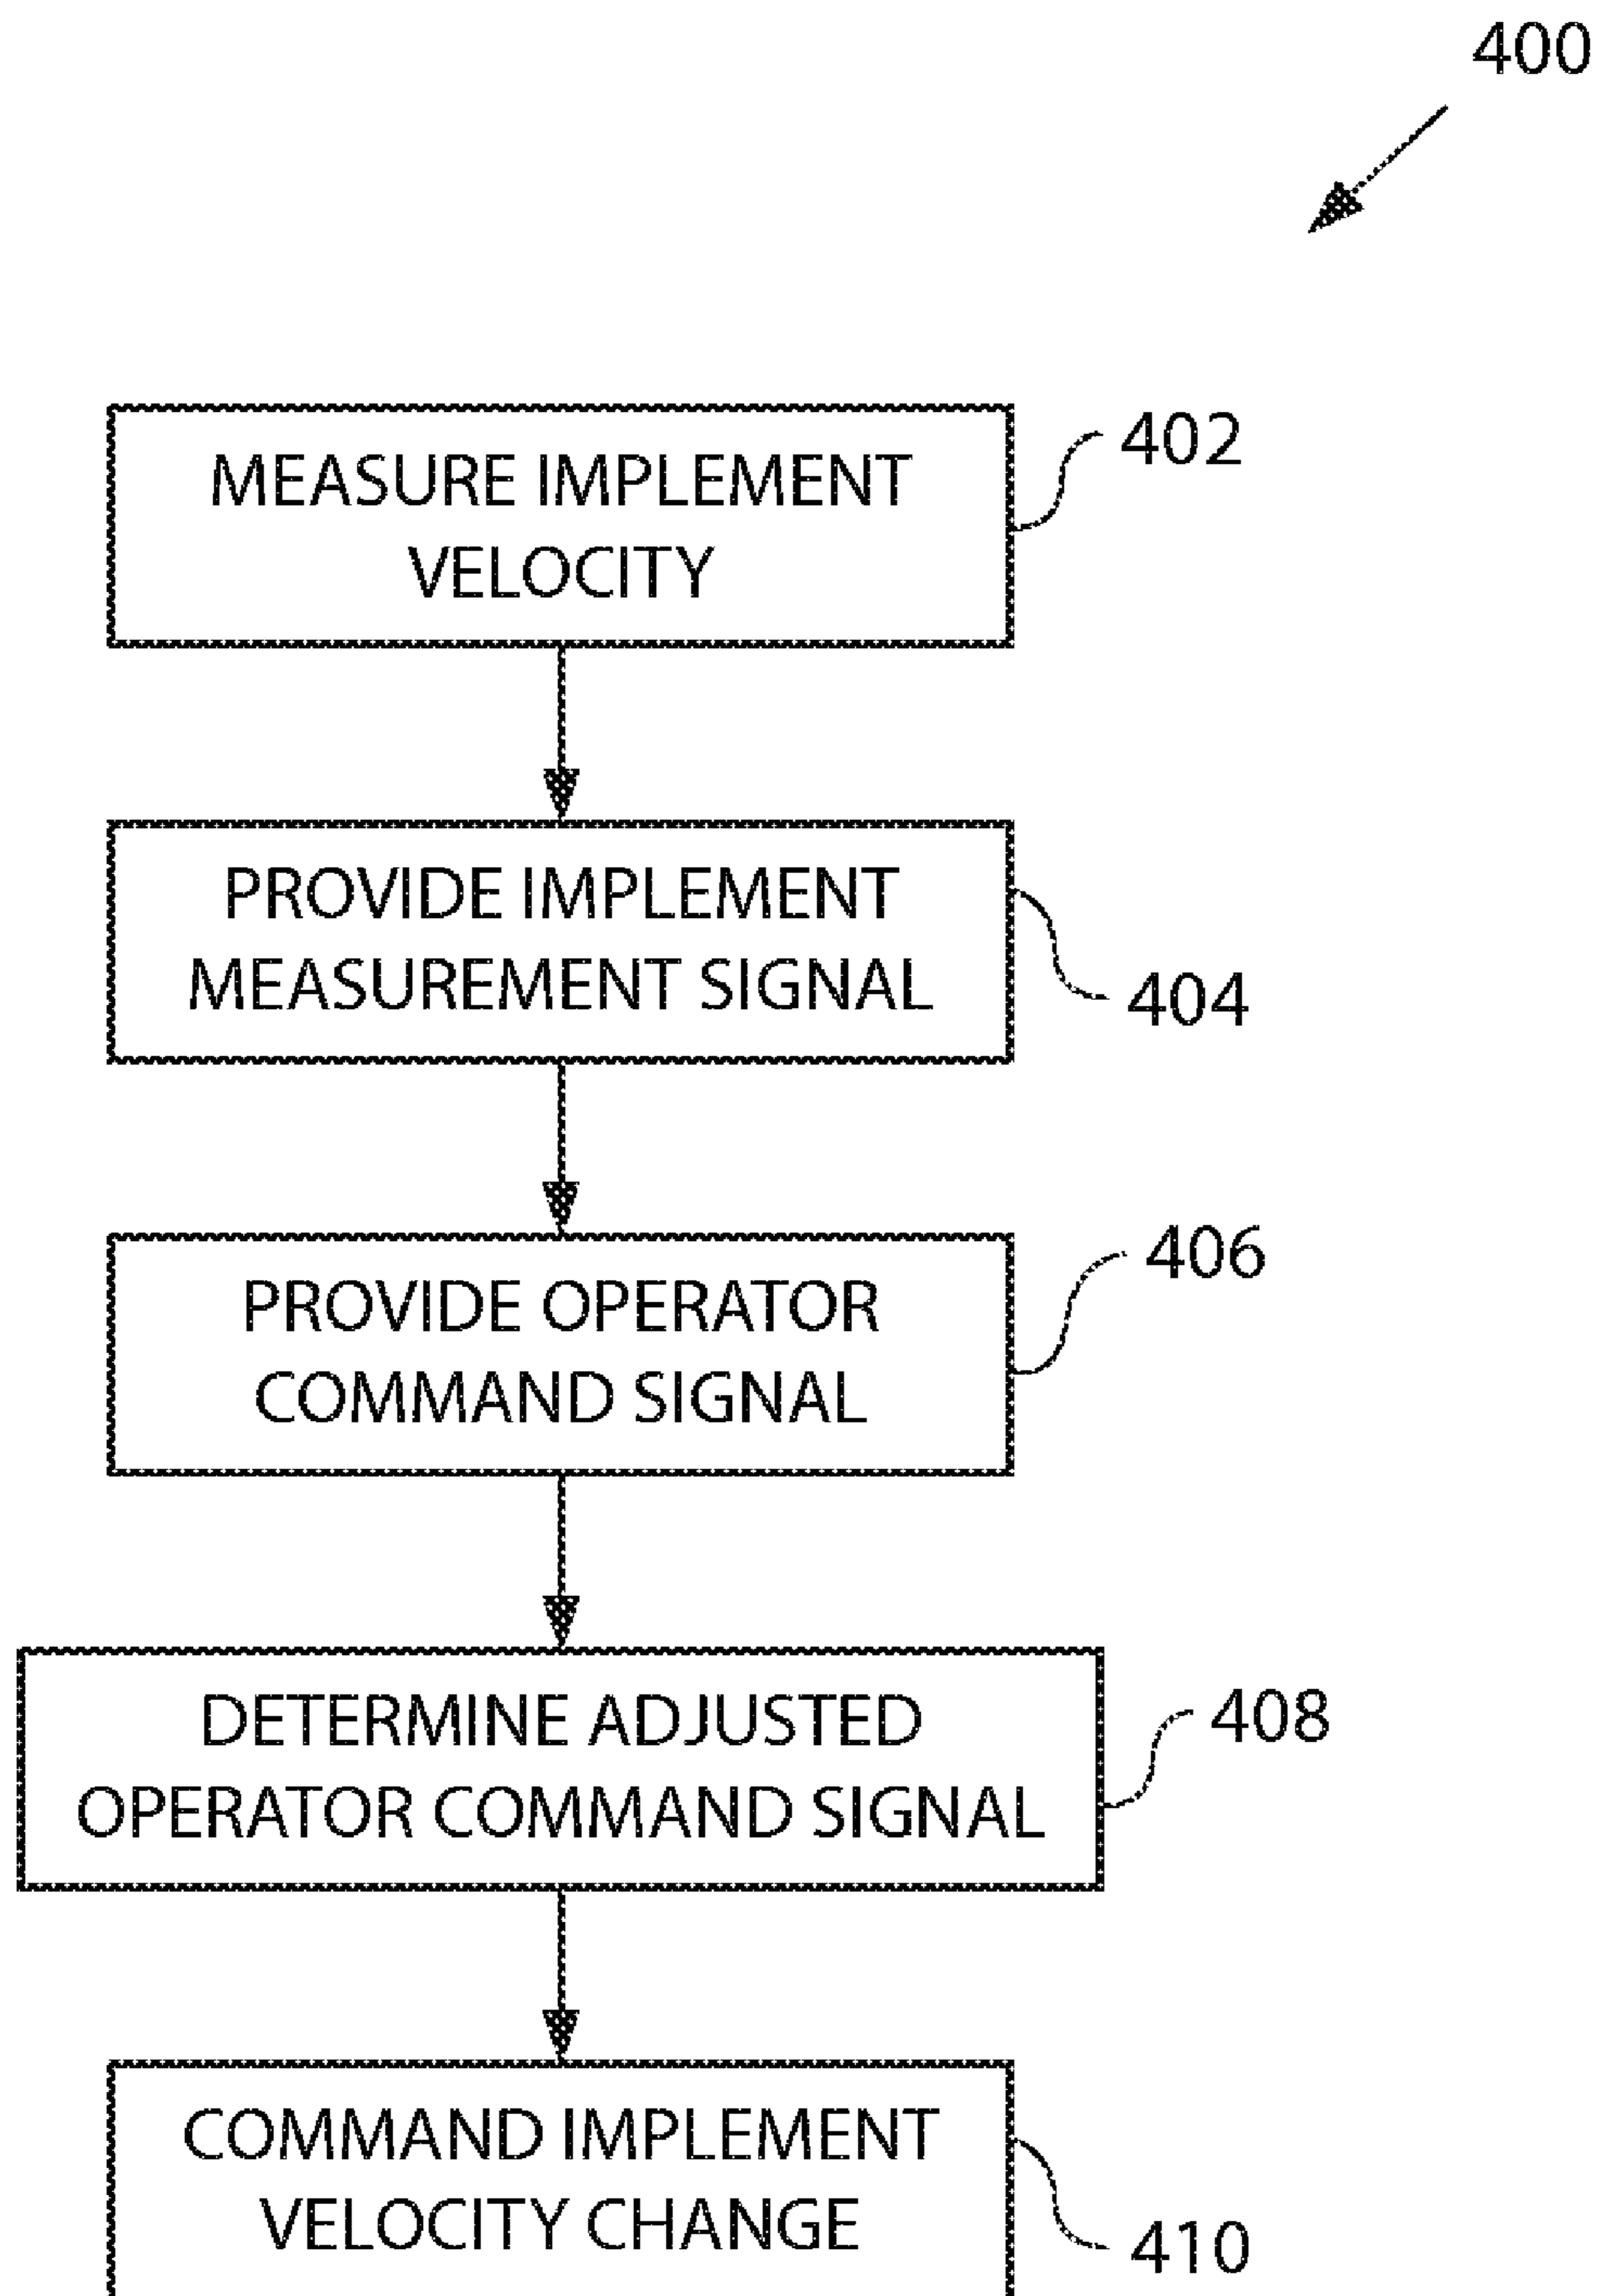 400
MEASURE IMPLEMENT
VELOCITY
402
PROVIDE IMPLEMENT
MEASUREMENT SIGNAL
404
PROVIDE OPERATOR
COMMAND SIGNAL
406
DETERMINE ADJUSTED
OPERATOR COMMAND SIGNAL
408
COMMAND IMPLEMENT
VELOCITY CHANGE
410